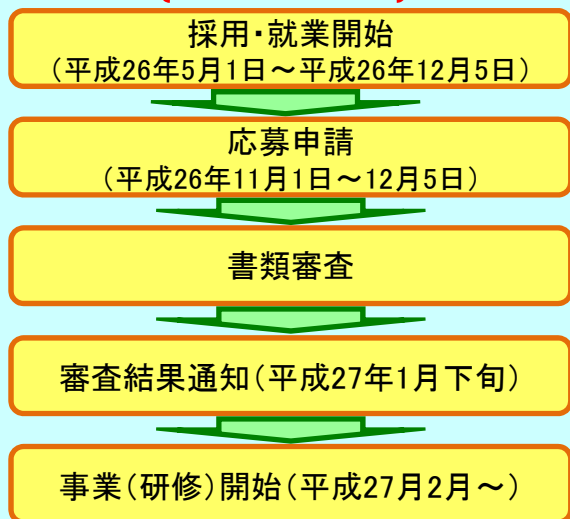 採用・就業開始
(平成26年5月1日～平成26年12月5日)
応募申請
(平成26年11月1日～12月5日)
書類審査
審査結果通知(平成27年1月下旬)
事業(研修)開始(平成27月2月～)